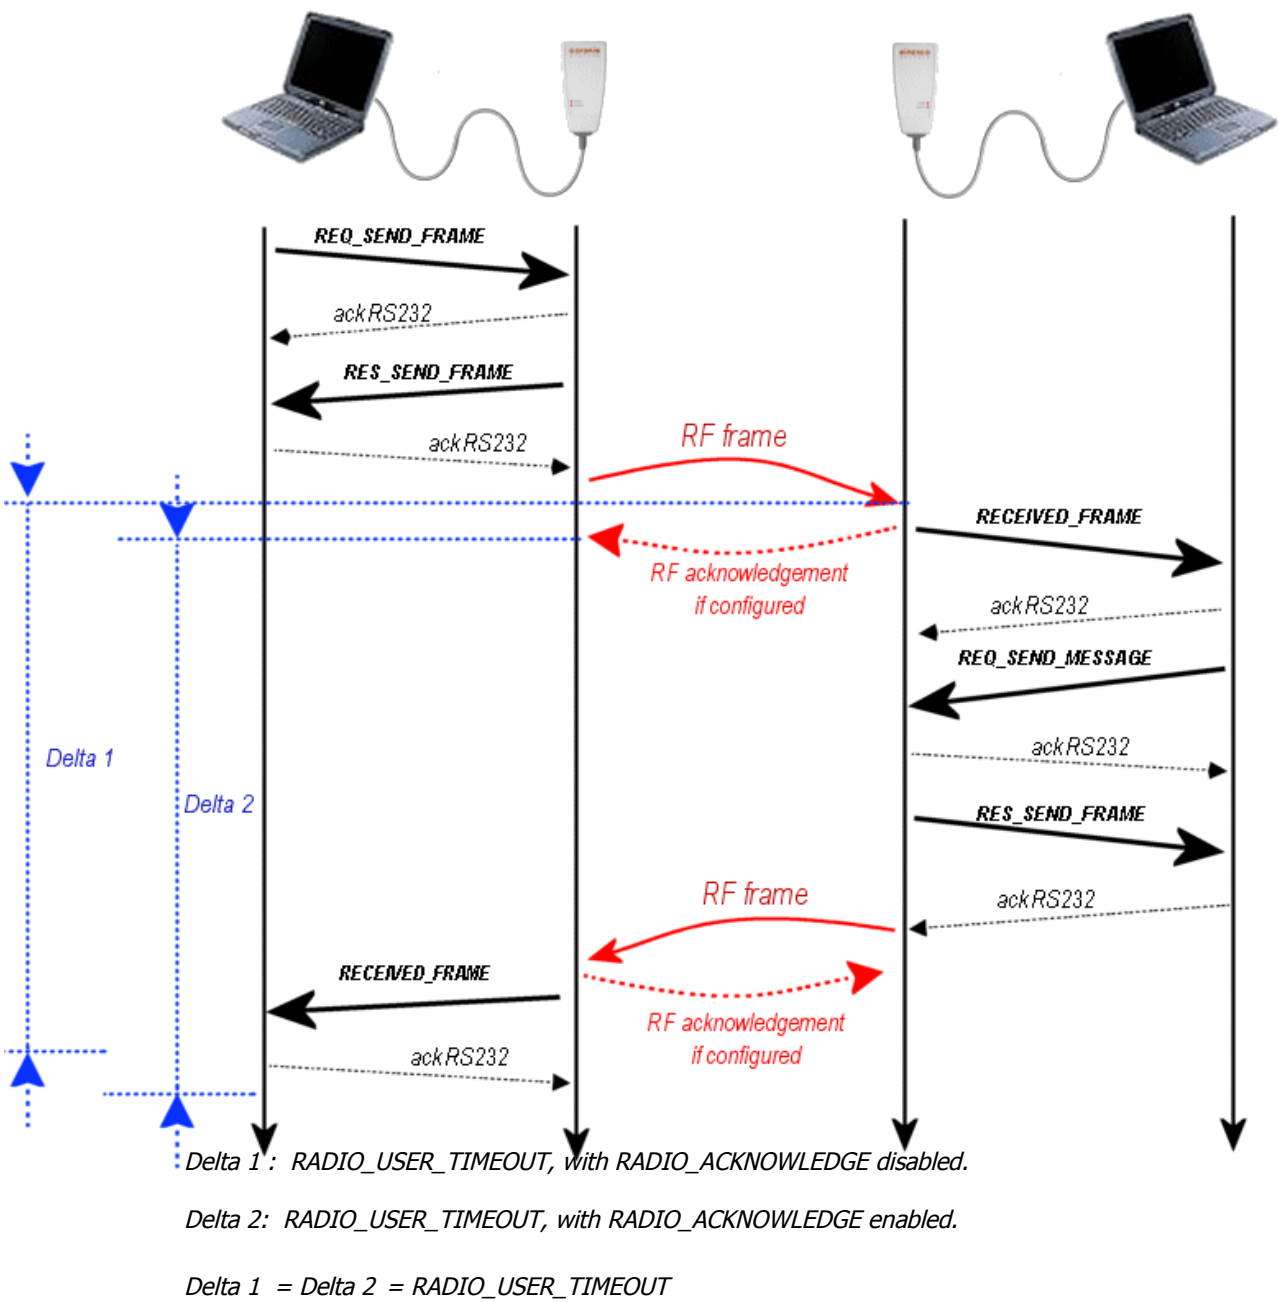 REQ_SEND_FRAME
ackRS232
RES_SEND_FRAME
ackRS232
RF frame
RECEIVED_FRAME
RF acknowledgement
if configured
ackRS232
REQ_SEND_MESSAGE
ackRS232
Delta 1
Delta 2
RES_SEND_FRAME
RF frame
ackRS232
RECEIVED_FRAME
RF acknowledgement
if configured
ackRS232
Delta 1 : RADIO_USER_TIMEOUT, with RADIO_ACKNOWLEDGE disabled.
Delta 2: RADIO_USER_TIMEOUT, with RADIO_ACKNOWLEDGE enabled.
Delta 1 = Delta 2 = RADIO_USER_TIMEOUT